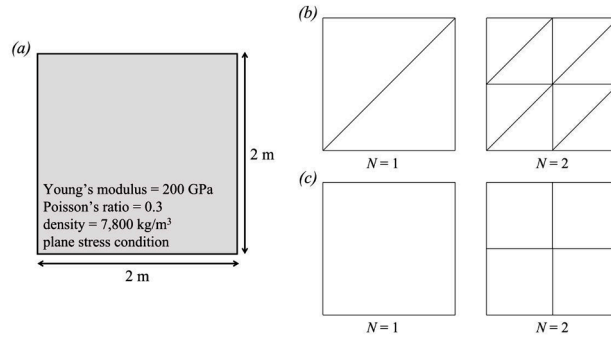 (a)
Young's modulus = 200 GPa
Poisson's ratio = 0.3
density = 7,800 kg/m³
plane stress condition
2 m
2 m
(b)
N = 1
N = 2
(c)
N = 1
N = 2